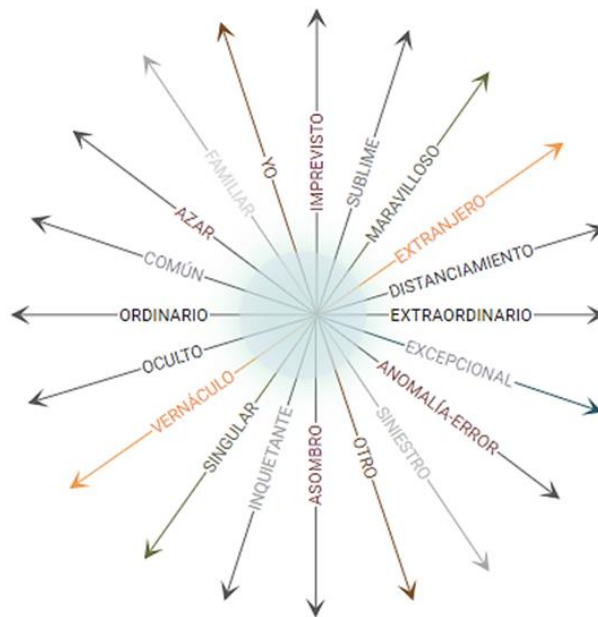 IMPREVISTO
SUBLIME
MARAVILLOSO
EXTRANJERO
DISTANCIAMIENTO
EXTRAORDINARIO
EXCEPCIONAL
ANOMALÍA-ERROR
SINIESTRO
OTRO
ASOMBRO
INQUIETANTE
SINGULAR
VERNÁCULO
OCULTO
ORDINARIO
COMÚN
AZAR
FAMILIAR
YO